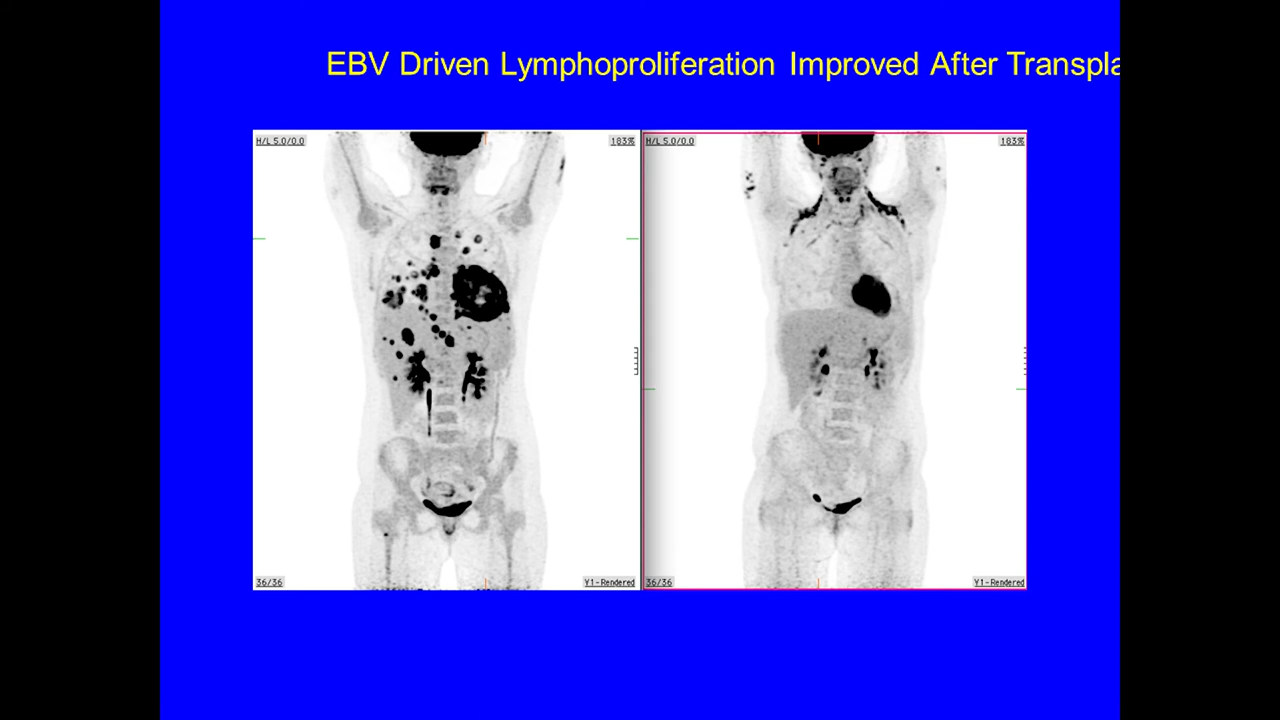 EBV Driven Lymphoproliferation Improved After Transpla
H/L 5.0/0.0
183%
H/L 5.0/0.0
183%
36/36
Y1-Rendered
36/36
Y1-Rendered